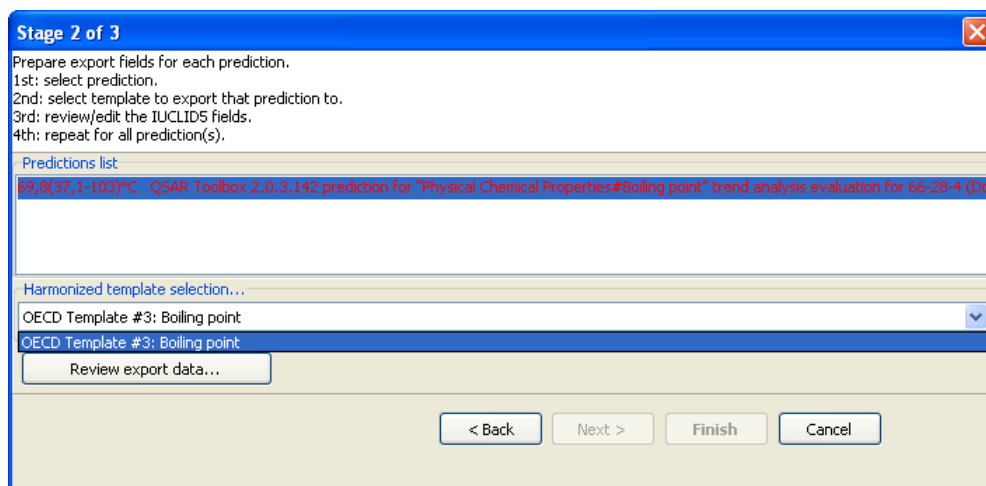 Stage 2 of 3
Prepare export fields for each prediction.
1st: select prediction.
2nd: select template to export that prediction to.
3rd: review/edit the IUCLID5 fields.
4th: repeat for all prediction(s).
Predictions list
69,8(37,1-103)°C QSAR Toolbox 2.0.3.142 prediction for "Physical Chemical Properties#Boiling point" trend analysis evaluation for 66-28-4 (Do
Harmonized template selection...
OECD Template #3: Boiling point
OECD Template #3: Boiling point
Review export data...
< Back Next > Finish Cancel